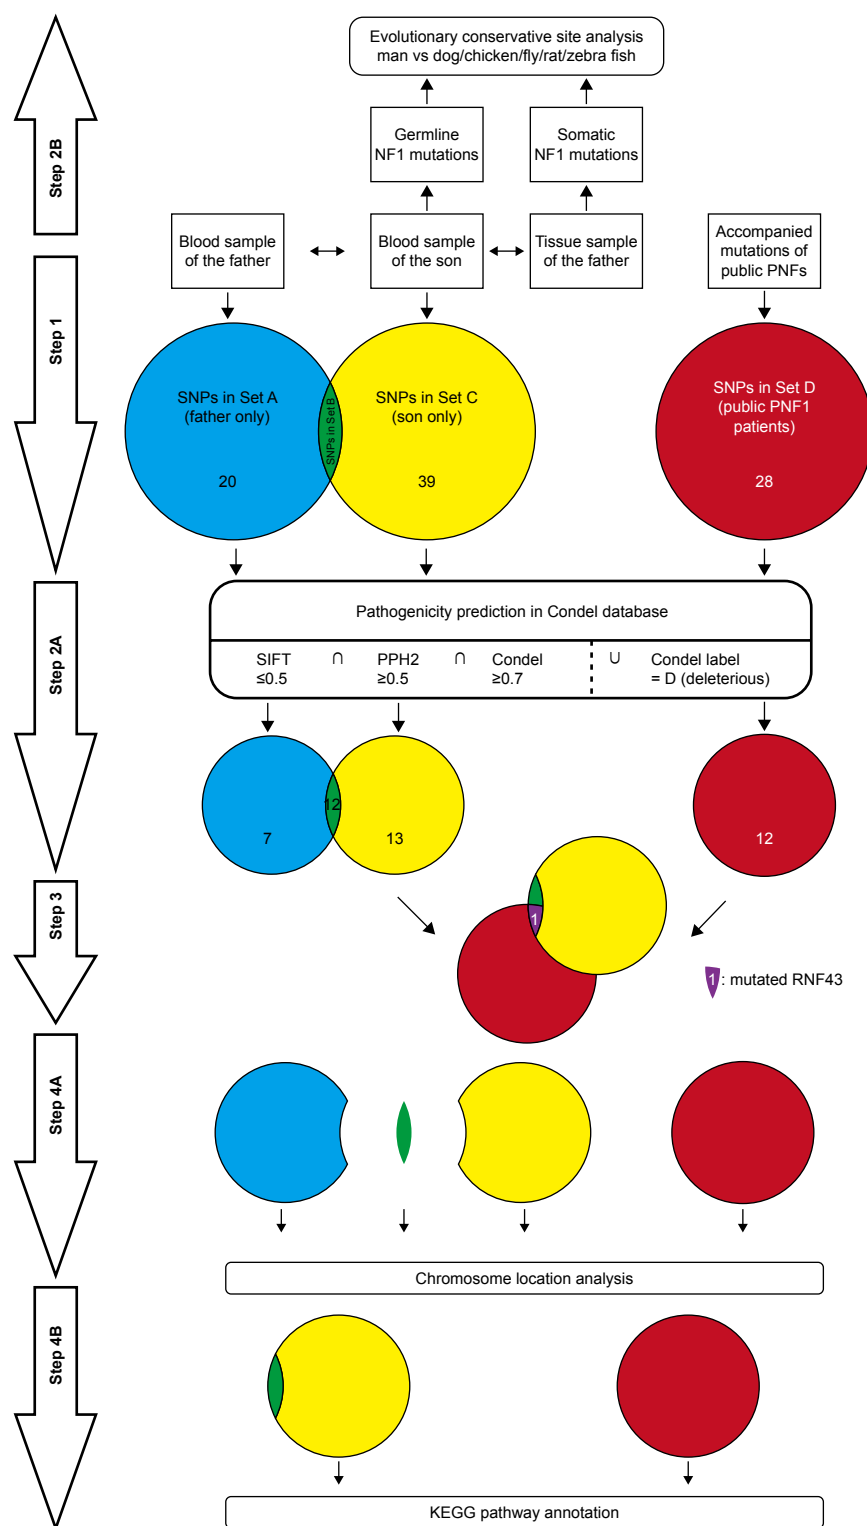 Evolutionary conservative site analysis
man vs dog/chicken/fly/rat/zebra fish
Step 2B
Germline
NF1 mutations
Somatic
NF1 mutations
Blood sample
of the father
Blood sample
of the son
Tissue sample
of the father
Accompanied
mutations of
public PNFs
Step 1
SNPs in Set A
(father only)
20
SNPs in Set B
SNPs in Set C
(son only)
39
SNPs in Set D
(public PNF1
patients)
28
Step 2A
Pathogenicity prediction in Condel database
SIFT ∩ PPH2 ∩ Condel ∪ Condel label
≤0.5 ≥0.5 ≥0.7 = D (deleterious)
7
12
13
12
Step 3
1
1 : mutated RNF43
Step 4A
Chromosome location analysis
Step 4B
KEGG pathway annotation